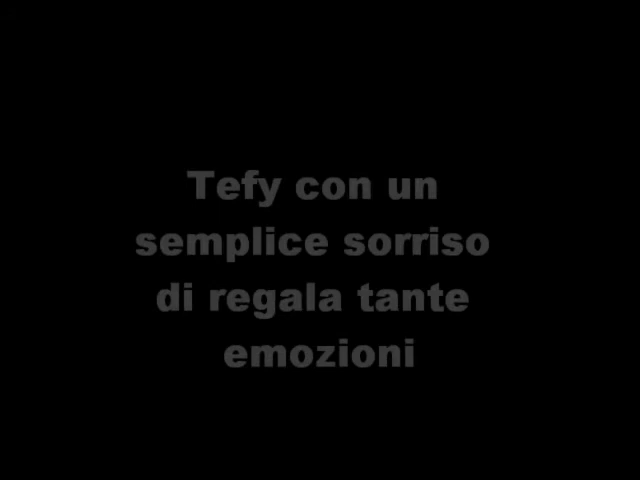 Tefy con un
semplice sorriso
di regala tante
emozioni